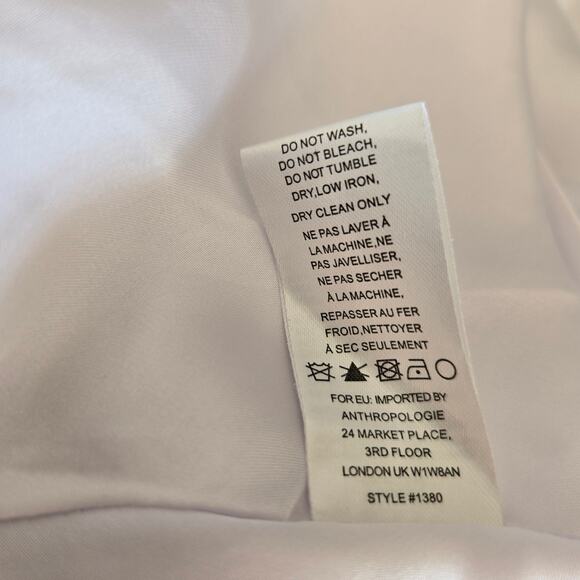 DO NOT WASH,
DO NOT BLEACH,
DO NOT TUMBLE
DRY,LOW IRON,
DRY CLEAN ONLY
NE PAS LAVER À
LA MACHINE,NE
PAS JAVELLISER,
NE PAS SECHER
À LA MACHINE,
REPASSER AU FER
FROID,NETTOYER
À SEC SEULEMENT
FOR EU: IMPORTED BY
ANTHROPOLOGIE
24 MARKET PLACE,
3RD FLOOR
LONDON UK W1W8AN
STYLE #1380